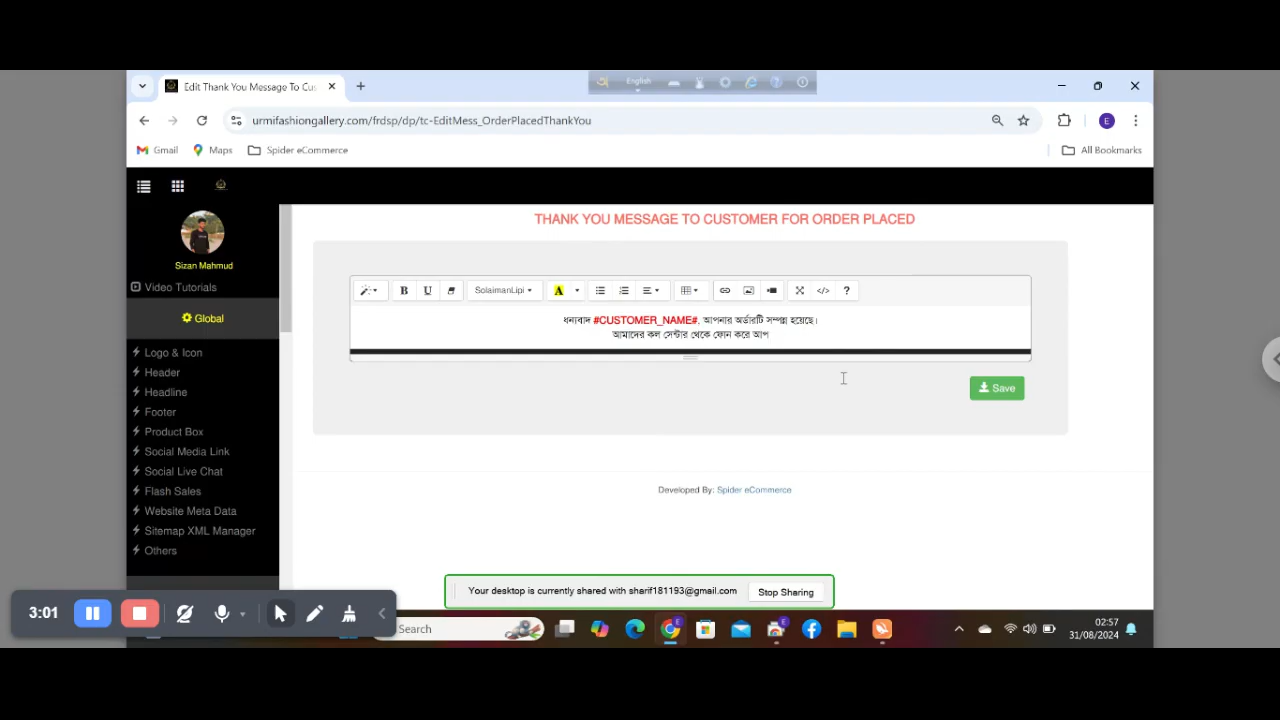 Edit Thank You Message To Cus
English
urmifashiongallery.com/frdsp/dp/tc-EditMess_OrderPlacedThankYou
E
Gmail
Maps
Spider eCommerce
All Bookmarks
Sizan Mahmud
Video Tutorials
Global
Logo & Icon
Header
Headline
Footer
Product Box
Social Media Link
Social Live Chat
Flash Sales
Website Meta Data
Sitemap XML Manager
Others
THANK YOU MESSAGE TO CUSTOMER FOR ORDER PLACED
B U SolaimanLipi A </> ?
ধন্যবাদ #CUSTOMER_NAME#, আপনার অর্ডারটি সম্পন্ন হয়েছে।
আমাদের কল সেন্টার থেকে ফোন করে আপ
Save
Developed By: Spider eCommerce
Your desktop is currently shared with sharif181193@gmail.com
Stop Sharing
3:01
Search
02:57
31/08/2024